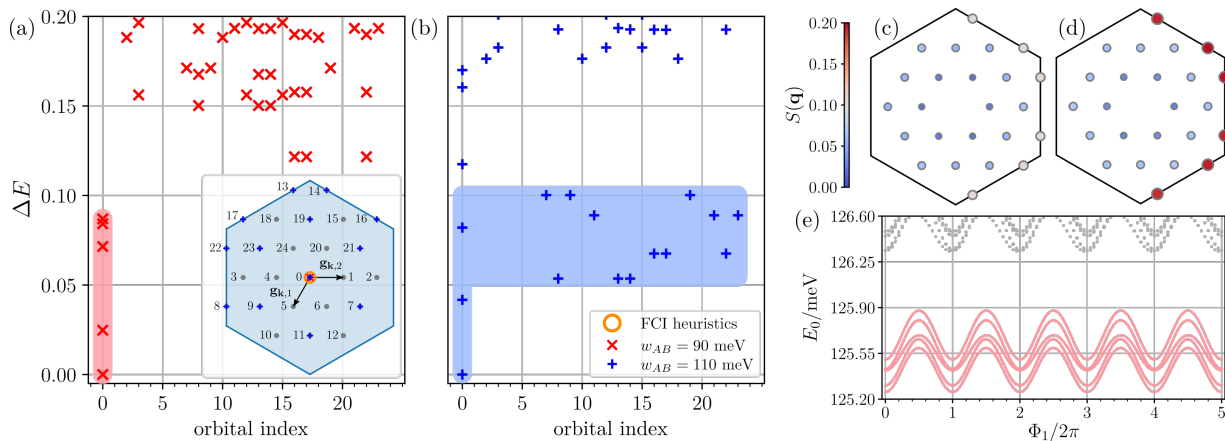 (a)
ΔE
0.20
0.15
0.10
0.05
0.00
0 5 10 15 20
orbital index
13 14
17 18 19 15 16
22 23 24 20 21
3 4 0 1 2
8 9 5 6 7
10 11 12
g_{k,2}
g_{k,1}
(b)
FCI heuristics
w_{AB} = 90 meV
w_{AB} = 110 meV
0 5 10 15 20
orbital index
0.20
0.15
0.10
0.05
0.00
S(q)
(c)
(d)
(e)
E_0/meV
126.60
126.25
125.90
125.55
125.20
0 1 2 3 4 5
Φ_1/2π